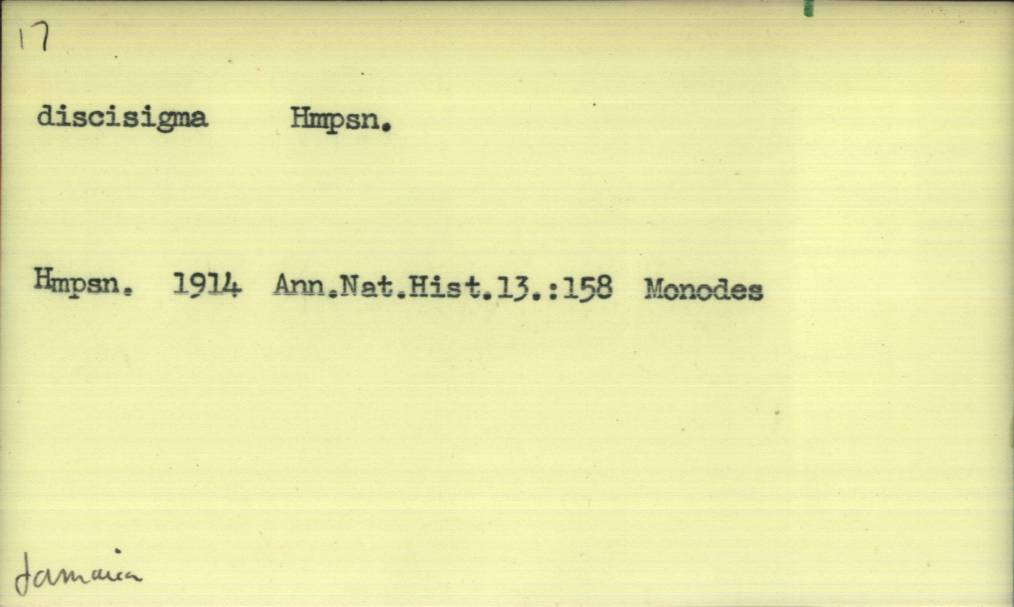 17
discisigma Hmpsn.
Hmpsn. 1914 Ann.Nat.Hist.13.:158 Monodes
Jamaica